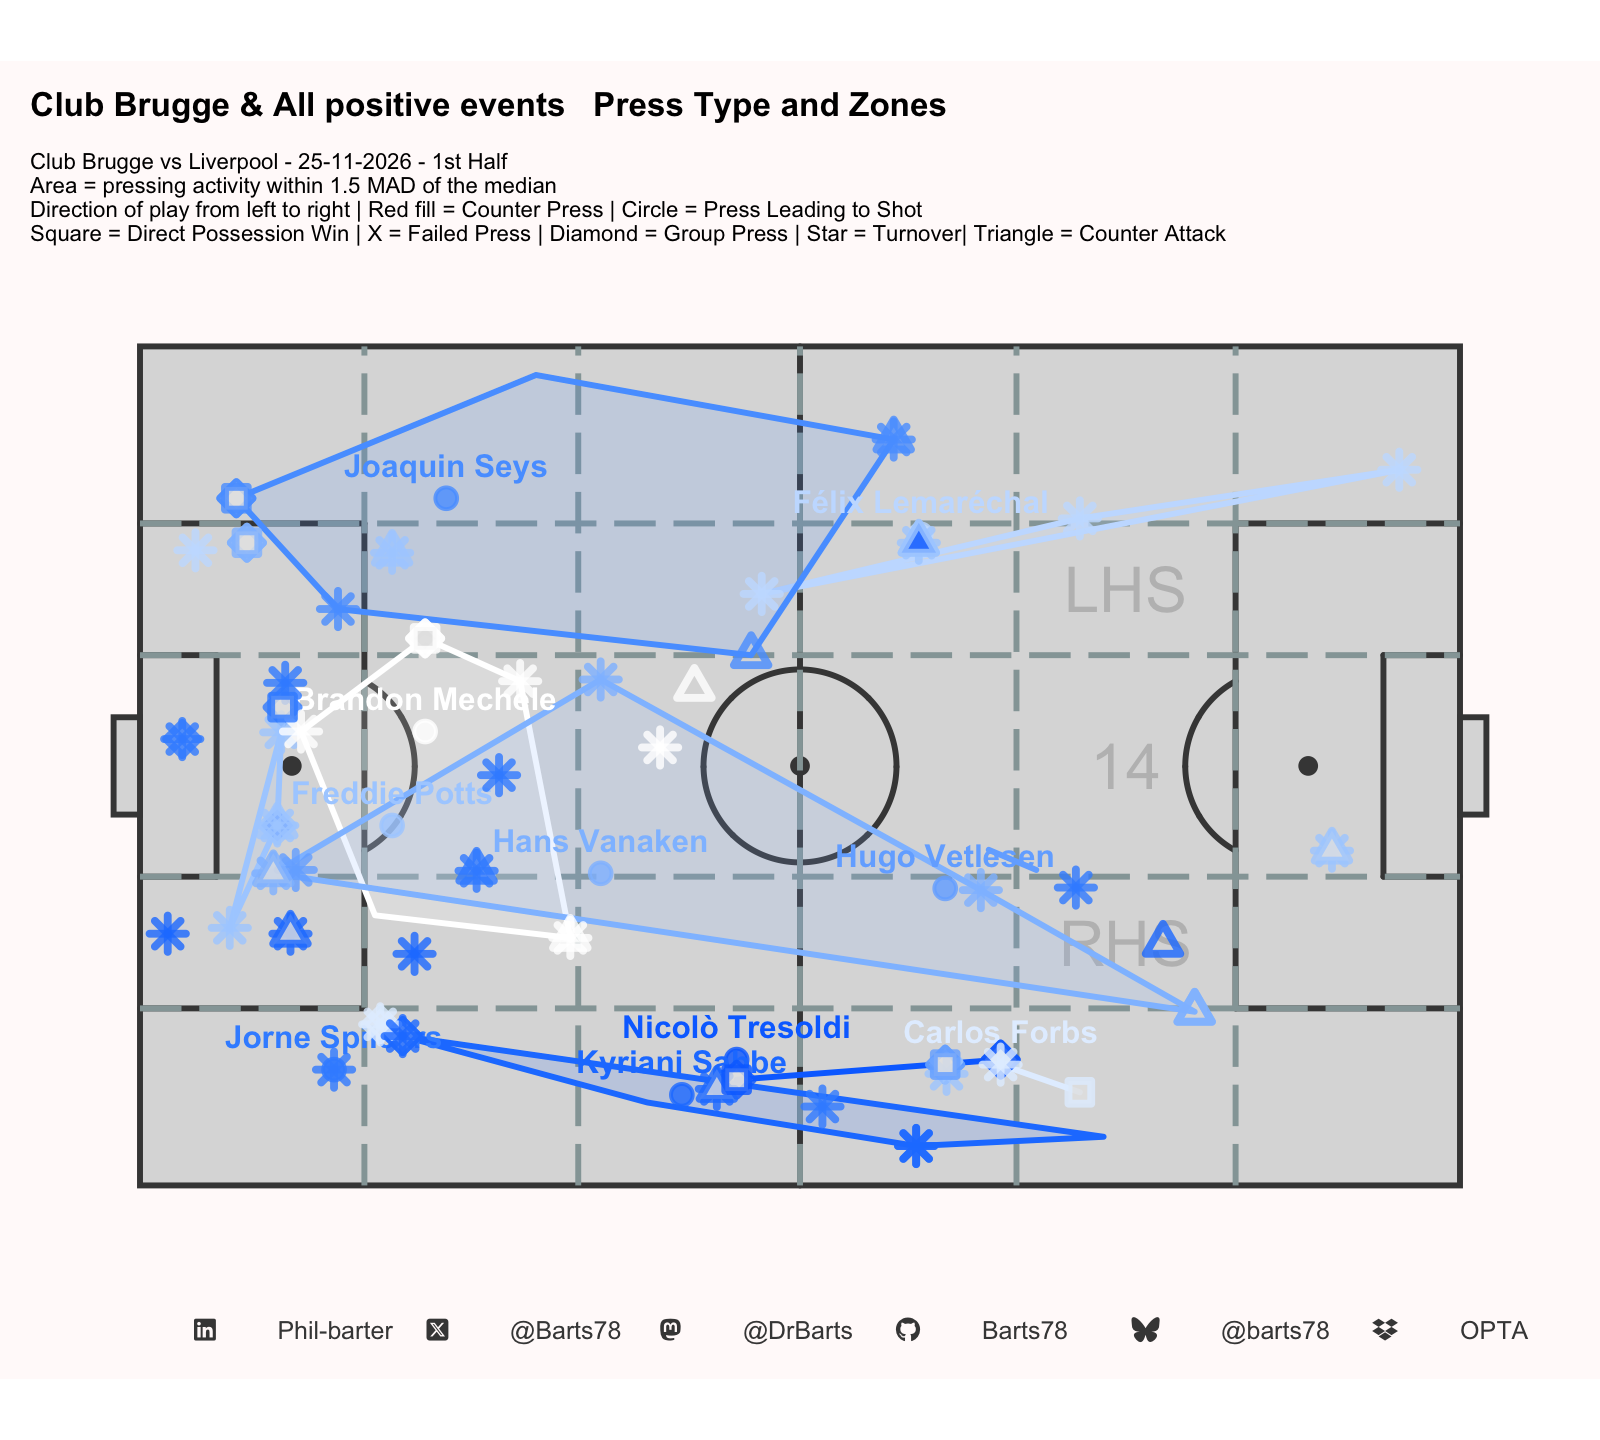 Club Brugge & All positive events   Press Type and Zones
Club Brugge vs Liverpool - 25-11-2026 - 1st Half
Area = pressing activity within 1.5 MAD of the median
Direction of play from left to right | Red fill = Counter Press | Circle = Press Leading to Shot
Square = Direct Possession Win | X = Failed Press | Diamond = Group Press | Star = Turnover| Triangle = Counter Attack
Joaquin Seys
Félix Lemaréchal
LHS
Brandon Mechele
14
Freddie Potts
Hans Vanaken
Hugo Vetlesen
RHS
Nicolò Tresoldi
Carlos Forbs
Jorne
Kyriani Sabbe
Phil-barter
@Barts78
@DrBarts
Barts78
@barts78
OPTA